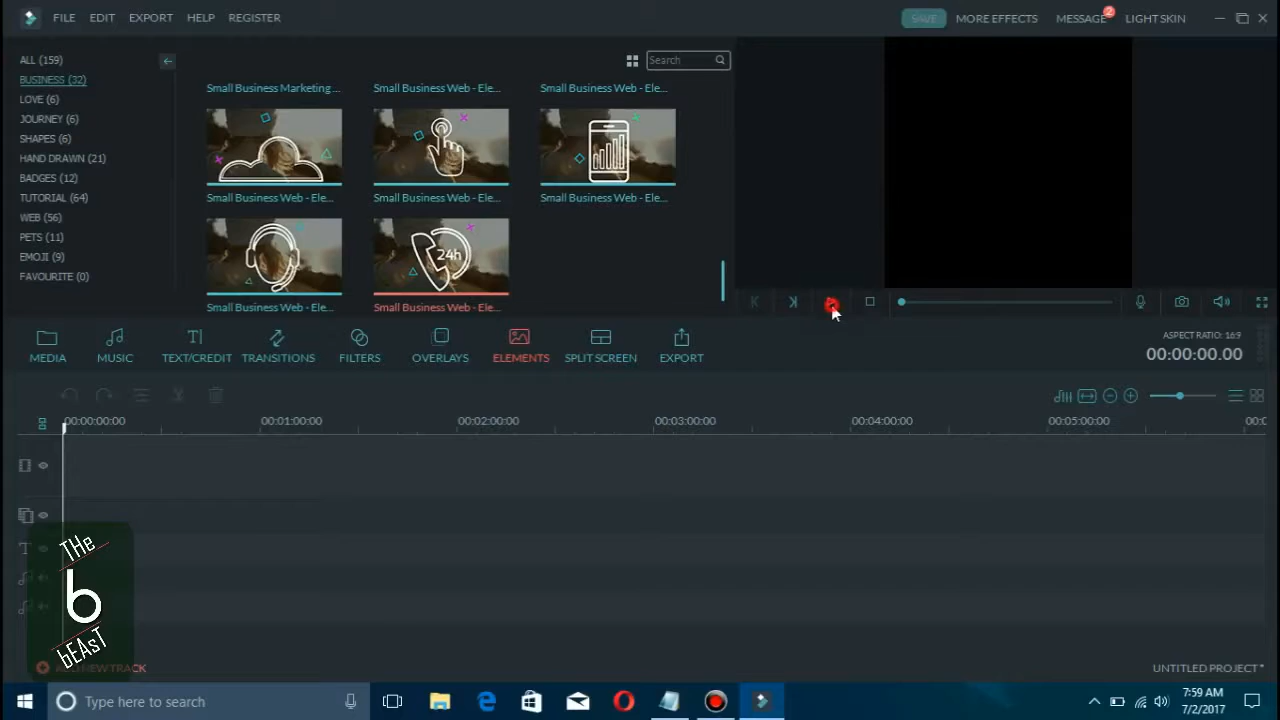 FILE EDIT EXPORT HELP REGISTER SAVE MORE EFFECTS MESSAGE 2 LIGHT SKIN
ALL (159)
BUSINESS (32)
LOVE (6)
JOURNEY (6)
SHAPES (6)
HAND DRAWN (21)
BADGES (12)
TUTORIAL (64)
WEB (56)
PETS (11)
EMOJI (9)
FAVOURITE (0)
Search
Small Business Marketing ... Small Business Web - Ele... Small Business Web - Ele...
Small Business Web - Ele... Small Business Web - Ele... Small Business Web - Ele...
24h
Small Business Web - Ele... Small Business Web - Ele...
MEDIA MUSIC TEXT/CREDIT TRANSITIONS FILTERS OVERLAYS ELEMENTS SPLIT SCREEN EXPORT
ASPECT RATIO: 16:9
00:00:00.00
00:00:00:00 00:01:00:00 00:02:00:00 00:03:00:00 00:04:00:00 00:05:00:00
THe
b
bEAsT
NEW TRACK
UNTITLED PROJECT*
Type here to search
7:59 AM
7/2/2017